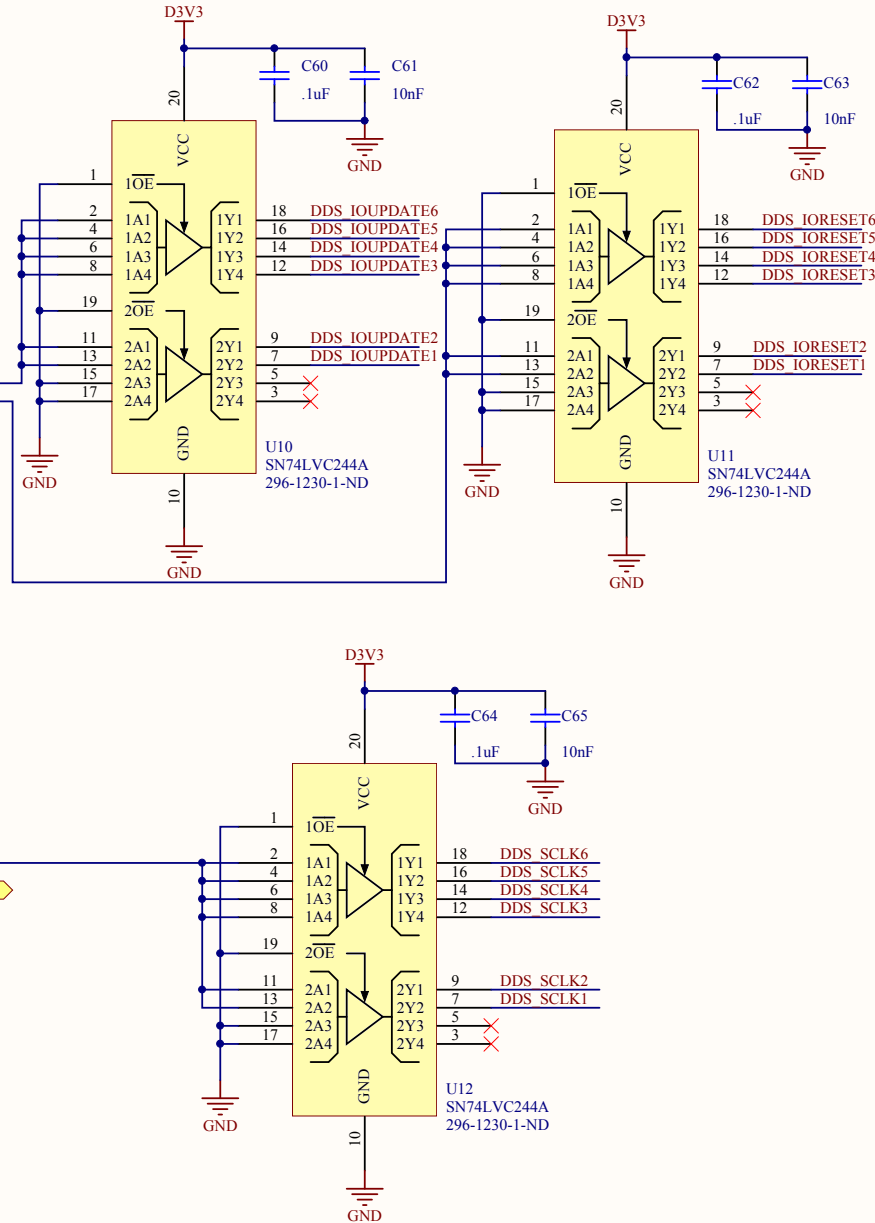 D3V3
C60
C61
.1uF
10nF
20
VCC
GND
1
1OE
2
1A1
1Y1
18
DDS_IOUPDATE6
4
1A2
1Y2
16
DDS_IOUPDATE5
6
1A3
1Y3
14
DDS_IOUPDATE4
8
1A4
1Y4
12
DDS_IOUPDATE3
19
2OE
11
2A1
2Y1
9
DDS_IOUPDATE2
13
2A2
2Y2
7
DDS_IOUPDATE1
15
2A3
2Y3
5
17
2A4
2Y4
3
GND
GND
U10
SN74LVC244A
296-1230-1-ND
10
GND
D3V3
C62
C63
.1uF
10nF
20
VCC
GND
1
1OE
2
1A1
1Y1
18
DDS_IORESET6
4
1A2
1Y2
16
DDS_IORESET5
6
1A3
1Y3
14
DDS_IORESET4
8
1A4
1Y4
12
DDS_IORESET3
19
2OE
11
2A1
2Y1
9
DDS_IORESET2
13
2A2
2Y2
7
DDS_IORESET1
15
2A3
2Y3
5
17
2A4
2Y4
3
GND
GND
U11
SN74LVC244A
296-1230-1-ND
10
GND
D3V3
C64
C65
.1uF
10nF
20
VCC
GND
1
1OE
2
1A1
1Y1
18
DDS_SCLK6
4
1A2
1Y2
16
DDS_SCLK5
6
1A3
1Y3
14
DDS_SCLK4
8
1A4
1Y4
12
DDS_SCLK3
19
2OE
11
2A1
2Y1
9
DDS_SCLK2
13
2A2
2Y2
7
DDS_SCLK1
15
2A3
2Y3
5
17
2A4
2Y4
3
GND
GND
U12
SN74LVC244A
296-1230-1-ND
10
GND